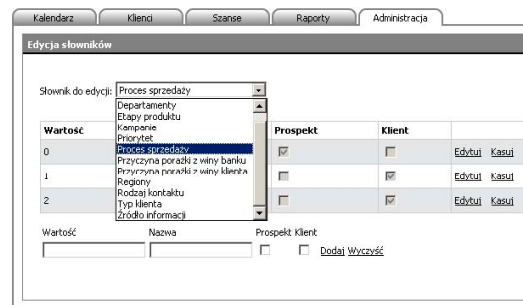 Kalendarz Klienci Szanse Raporty Administracja
Edycja słowników
Słownik do edycji: Proces sprzedaży
Departamenty
Etapy produktu
Kampanie
Priorytet
Proces sprzedaży
Przyczyna porażki z winy banku
Przyczyna porażki z winy klienta
Regiony
Rodzaj kontaktu
Typ klienta
Źródło informacji
Wartość Prospekt Klient
0 Edytuj Kasuj
1 Edytuj Kasuj
2 Edytuj Kasuj
Wartość Nazwa Prospekt Klient
Dodaj Wyczyść